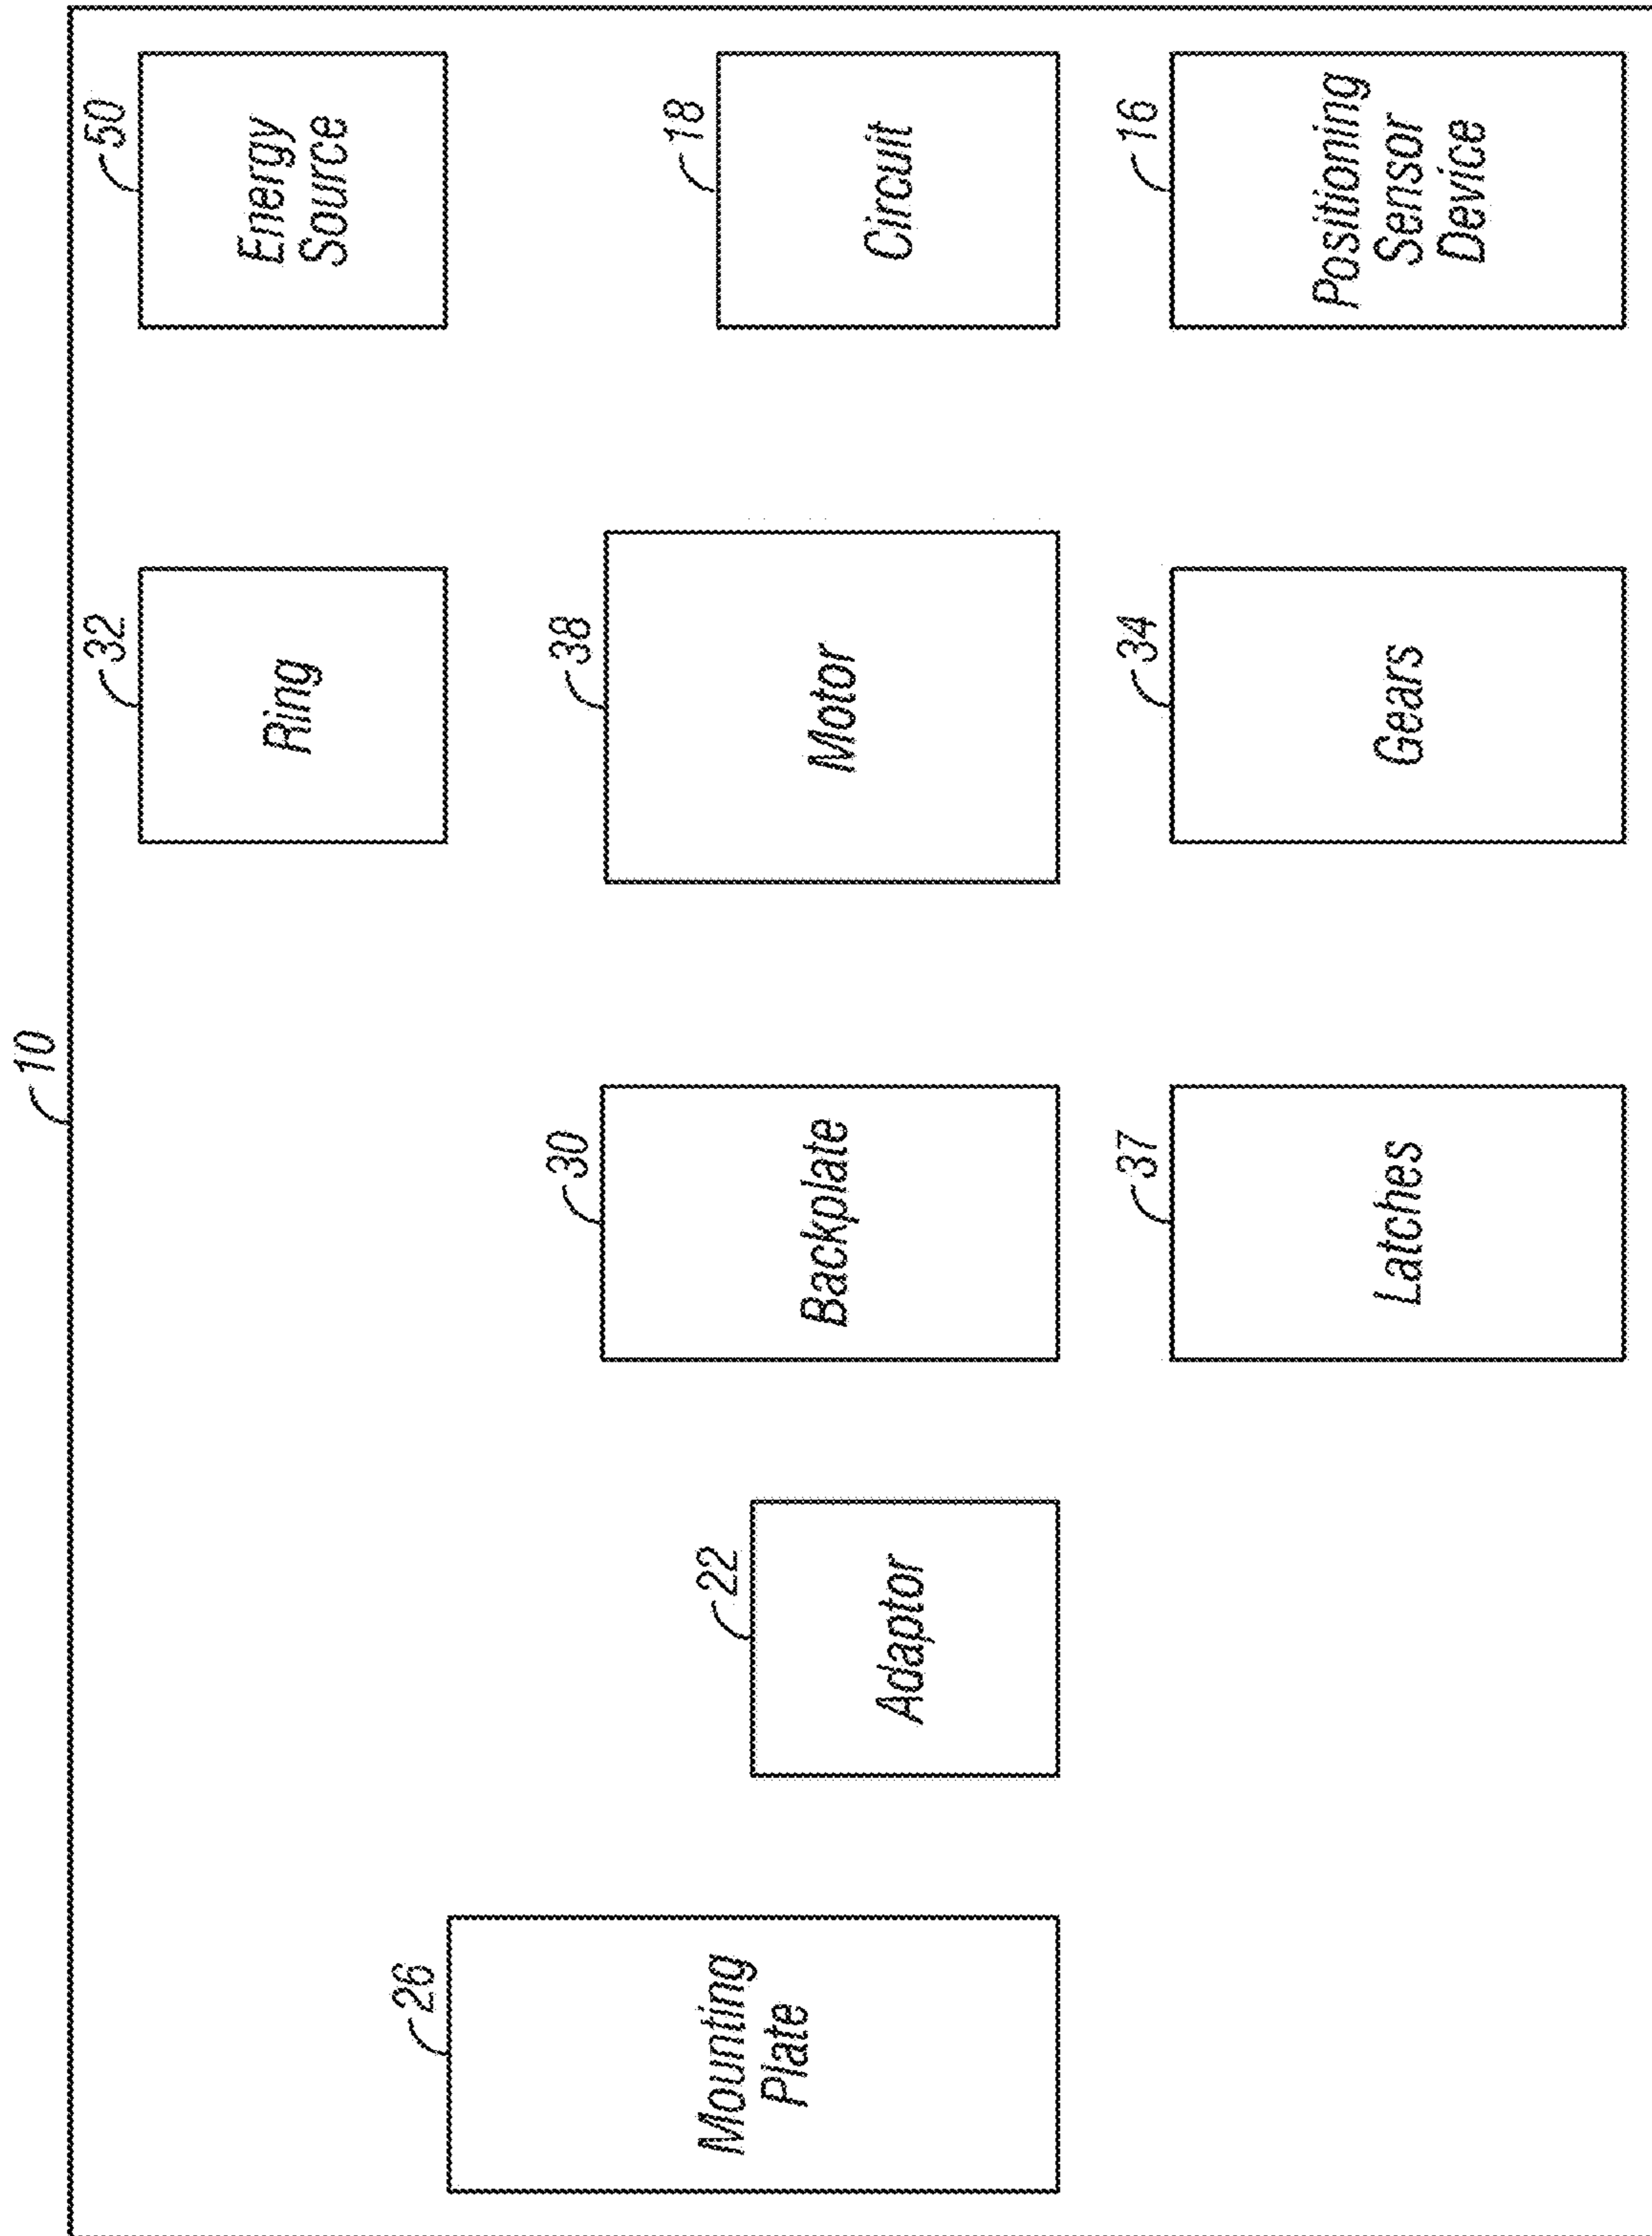 10
26
Mounting
Plate
22
Adaptor
30
Backplate
37
Latches
32
Ring
38
Motor
34
Gears
50
Energy
Source
18
Circuit
16
Positioning
Sensor
Device